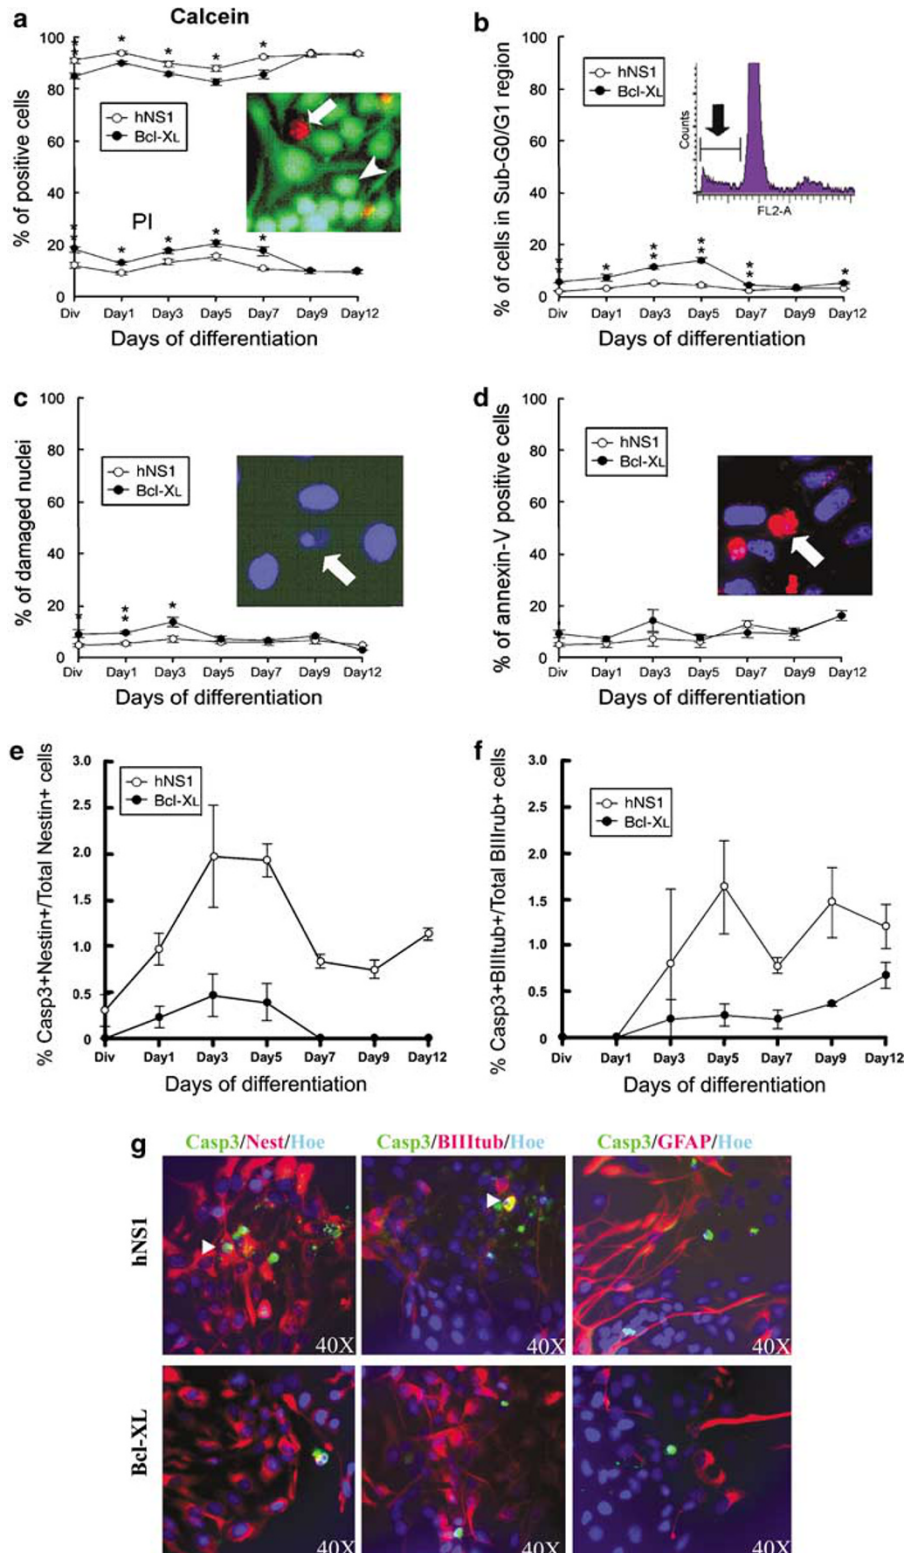 a
Calcein
% of positive cells
100
80
60
40
20
0
hNS1
Bcl-XL
PI
Div Day1 Day3 Day5 Day7 Day9 Day12
Days of differentiation
b
% of cells in Sub-G0/G1 region
100
80
60
40
20
0
hNS1
Bcl-XL
Counts
FL2-A
Div Day1 Day3 Day5 Day7 Day9 Day12
Days of differentiation
c
% of damaged nuclei
100
80
60
40
20
0
hNS1
Bcl-XL
Div Day1 Day3 Day5 Day7 Day9 Day12
Days of differentiation
d
% of annexin-V positive cells
100
80
60
40
20
0
hNS1
Bcl-XL
Div Day1 Day3 Day5 Day7 Day9 Day12
Days of differentiation
e
% Casp3+Nestin+/Total Nestin+ cells
3.0
2.5
2.0
1.5
1.0
0.5
0
hNS1
Bcl-XL
Div Day1 Day3 Day5 Day7 Day9 Day12
Days of differentiation
f
% Casp3+BIIItub+/Total BIIIrub+ cells
3.0
2.5
2.0
1.5
1.0
0.5
0
hNS1
Bcl-XL
Div Day1 Day3 Day5 Day7 Day9 Day12
Days of differentiation
g
Casp3/Nest/Hoe Casp3/BIIItub/Hoe Casp3/GFAP/Hoe
hNS1
40X 40X 40X
Bcl-XL
40X 40X 40X